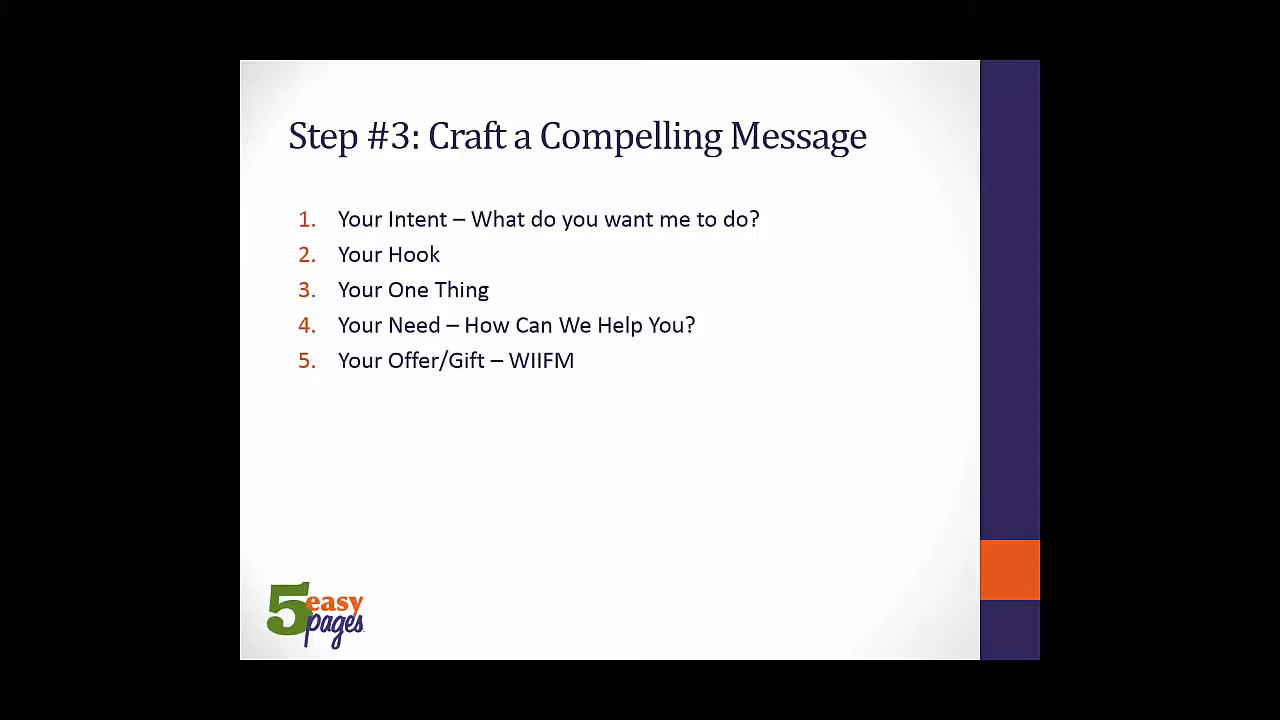 Step #3: Craft a Compelling Message
1. Your Intent – What do you want me to do?
2. Your Hook
3. Your One Thing
4. Your Need – How Can We Help You?
5. Your Offer/Gift – WIIFM
5 easy
pages